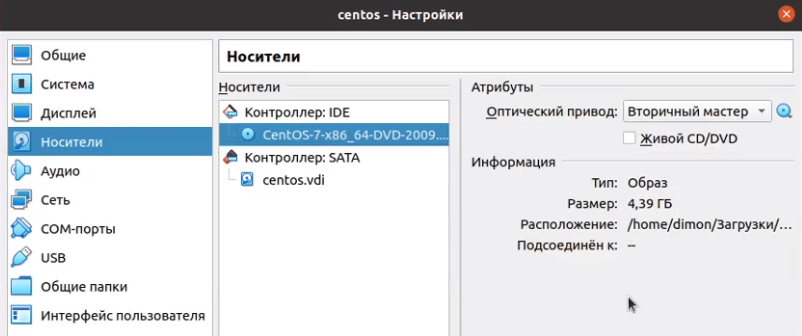 centos - Настройки
Общие
Система
Дисплей
Носители
Аудио
Сеть
COM-порты
USB
Общие папки
Интерфейс пользователя
Носители
Носители
Контроллер: IDE
CentOS-7-x86_64-DVD-2009....
Контроллер: SATA
centos.vdi
Атрибуты
Оптический привод: Вторичный мастер
Живой CD/DVD
Информация
Тип: Образ
Размер: 4,39 ГБ
Расположение: /home/dimon/Загрузки/...
Подсоединён к: --